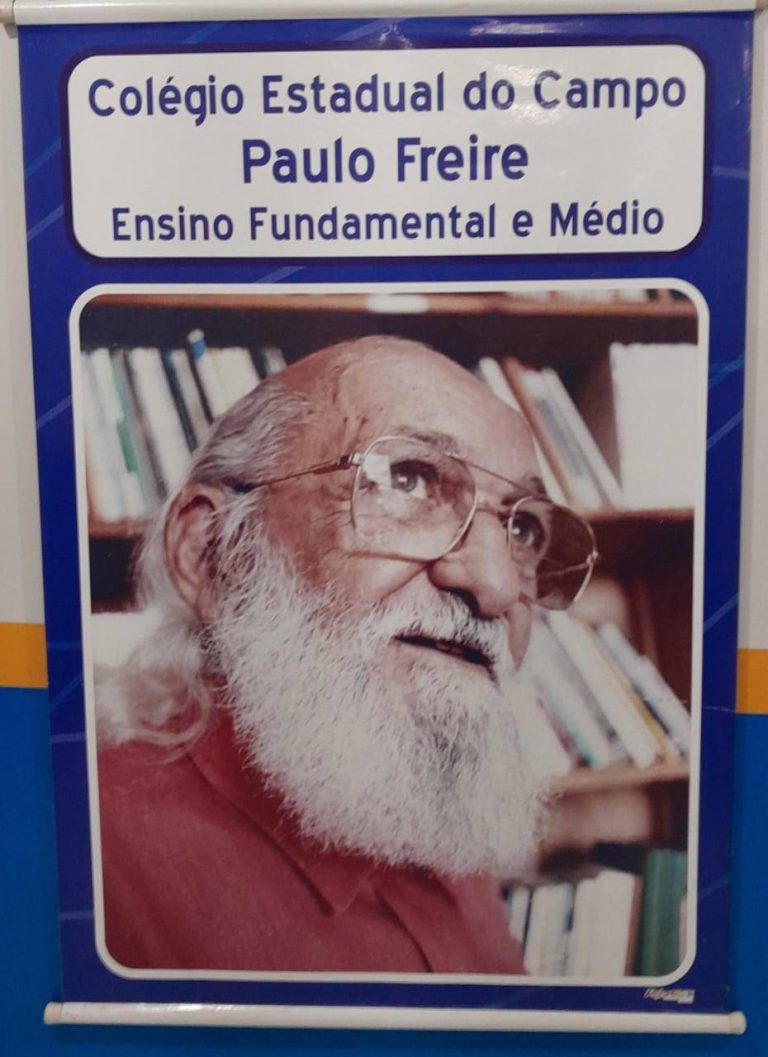 Colégio Estadual do Campo
Paulo Freire
Ensino Fundamental e Médio